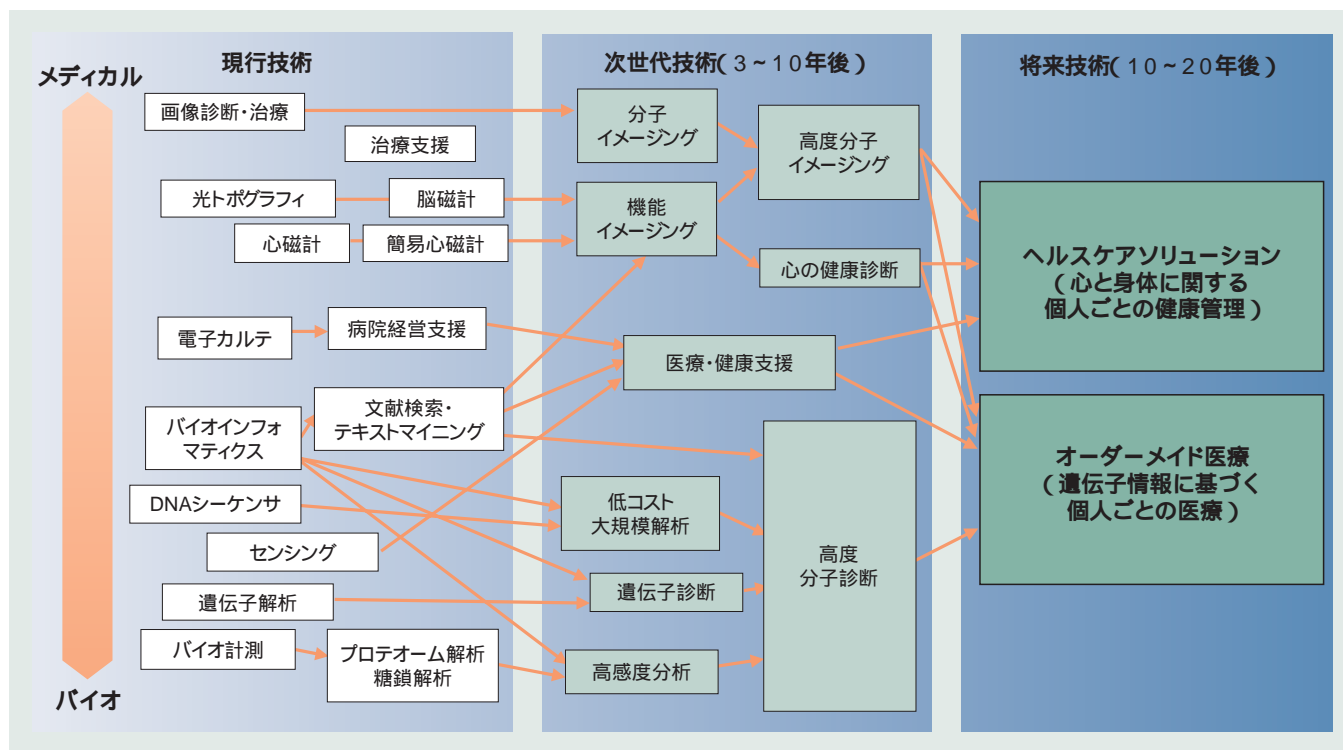 メディカル
バイオ
現行技術
画像診断・治療
治療支援
光トポグラフィ
脳磁計
心磁計
簡易心磁計
電子カルテ
病院経営支援
バイオインフォ
マティクス
文献検索・
テキストマイニング
DNAシーケンサ
センシング
遺伝子解析
バイオ計測
プロテオーム解析
糖鎖解析
次世代技術(3~10年後)
分子
イメージング
高度分子
イメージング
機能
イメージング
心の健康診断
医療・健康支援
低コスト
大規模解析
遺伝子診断
高感度分析
高度
分子診断
将来技術(10~20年後)
ヘルスケアソリューション
(心と身体に関する
個人ごとの健康管理)
オーダーメイド医療
(遺伝子情報に基づく
個人ごとの医療)